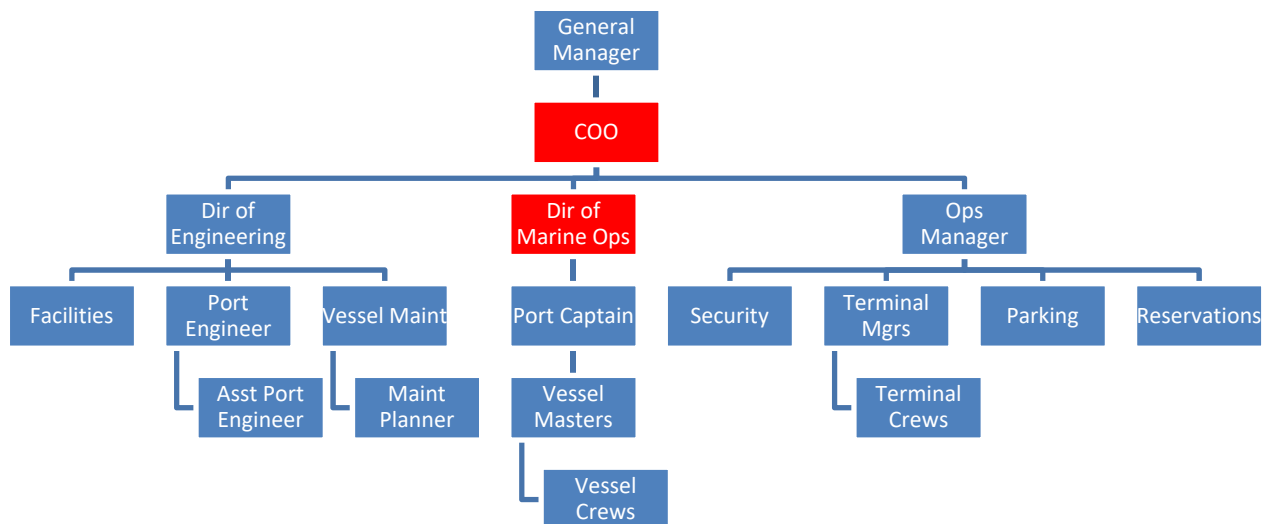 General
Manager
COO
Dir of
Engineering
Dir of
Marine Ops
Ops
Manager
Facilities
Port
Engineer
Vessel Maint
Port Captain
Security
Terminal
Mgrs
Parking
Reservations
Asst Port
Engineer
Maint
Planner
Vessel
Masters
Terminal
Crews
Vessel
Crews